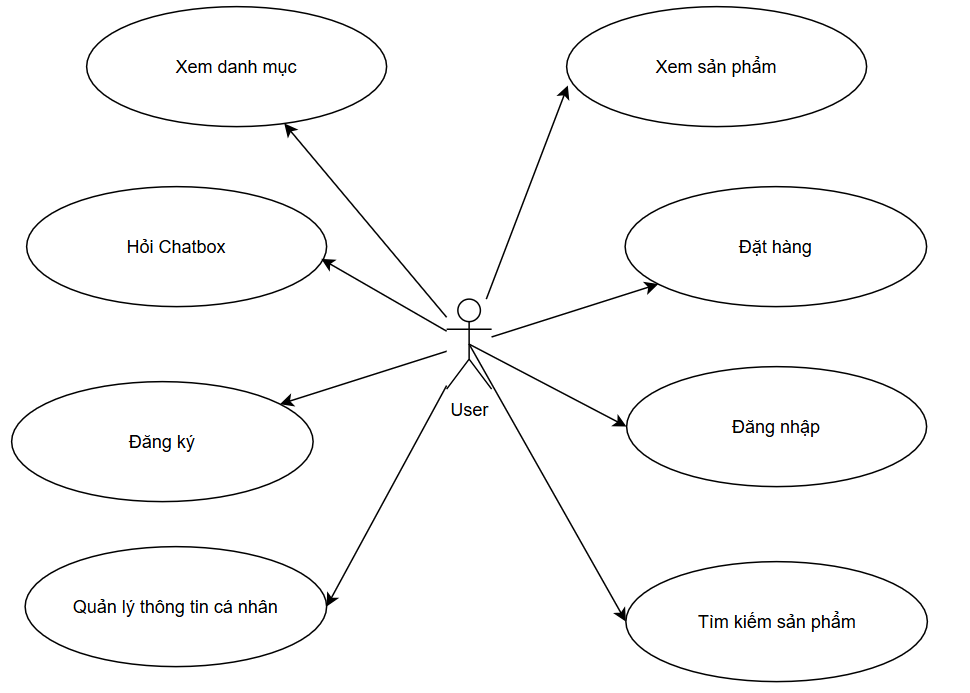 Xem danh mục
Xem sản phẩm
Hỏi Chatbox
Đặt hàng
User
Đăng ký
Đăng nhập
Quản lý thông tin cá nhân
Tìm kiếm sản phẩm